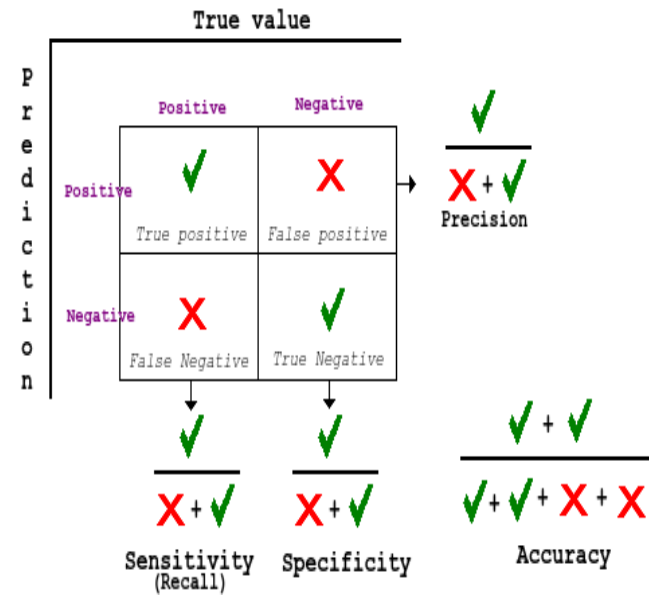 True value
Prediction
Positive Negative
Positive
True positive False positive
Negative
False Negative True Negative
+
Precision
+
+ + +
+ +
Sensitivity Specificity Accuracy
(Recall)